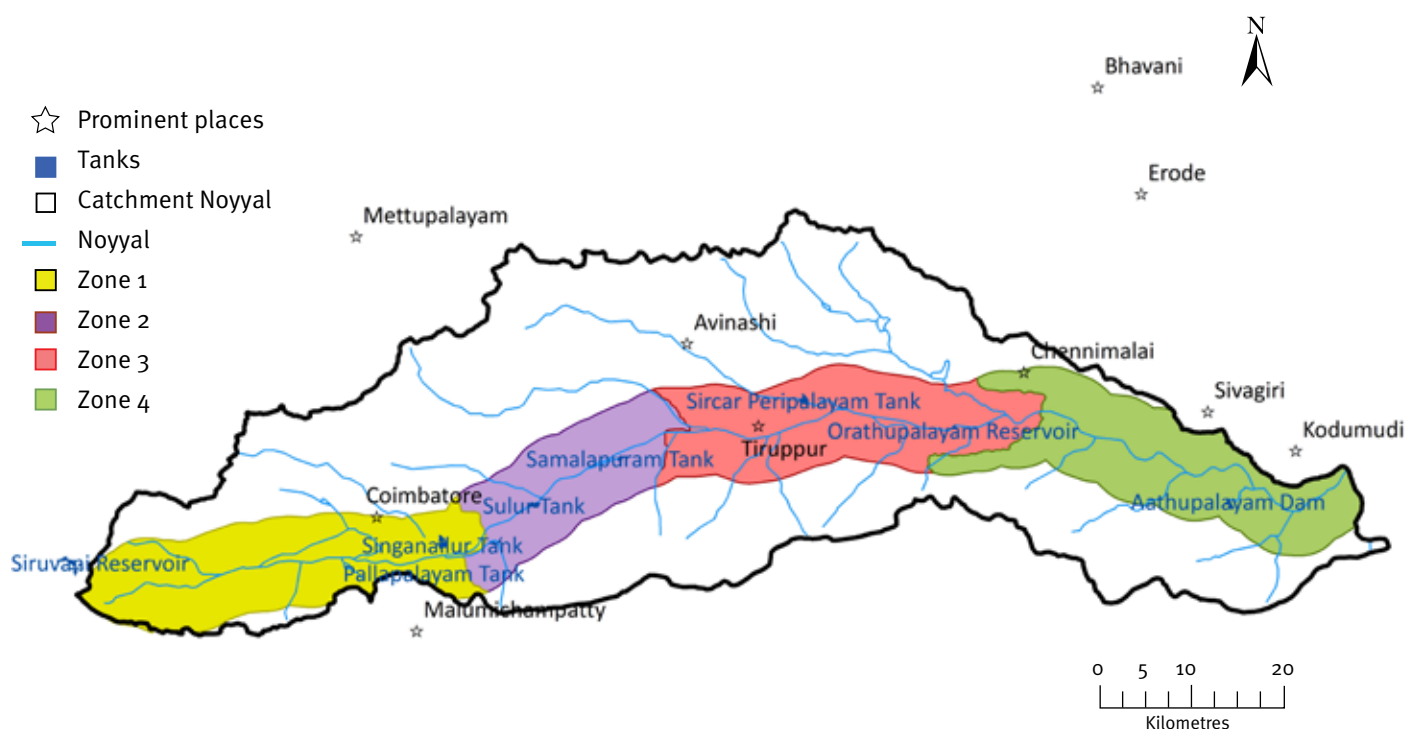 N
Bhavani
Prominent places
Tanks
Erode
Catchment Noyyal
Mettupalayam
Noyyal
Zone 1
Zone 2
Avinashi
Zone 3
Chennimalai
Zone 4
Sivagiri
Sircar Peripalayam Tank
Orathupalayam Reservoir
Kodumudi
Tiruppur
Samalapuram Tank
Coimbatore
Sulur Tank
Aathupalayam Dam
Singanallur Tank
Siruvani Reservoir
Pallapalayam Tank
Malumichampatty
0 5 10 20
Kilometres